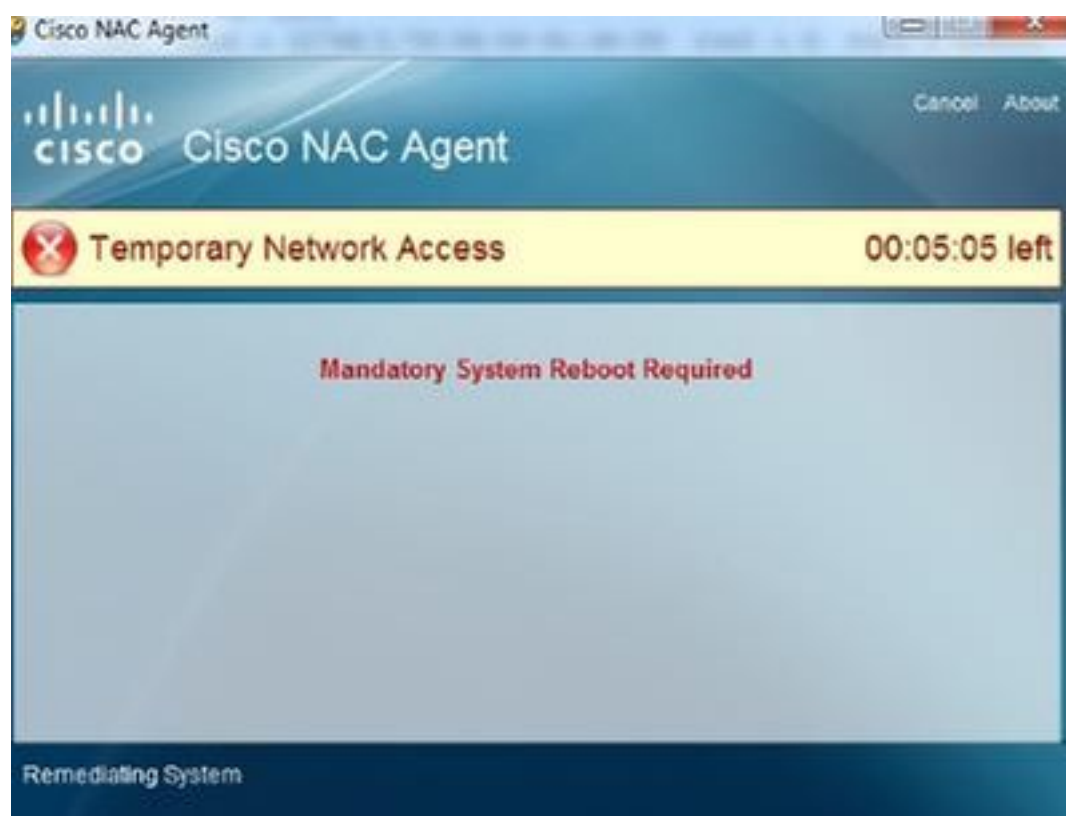 Cisco NAC Agent
Cancel About
CISCO Cisco NAC Agent
Temporary Network Access 00:05:05 left
Mandatory System Reboot Required
Remediating System